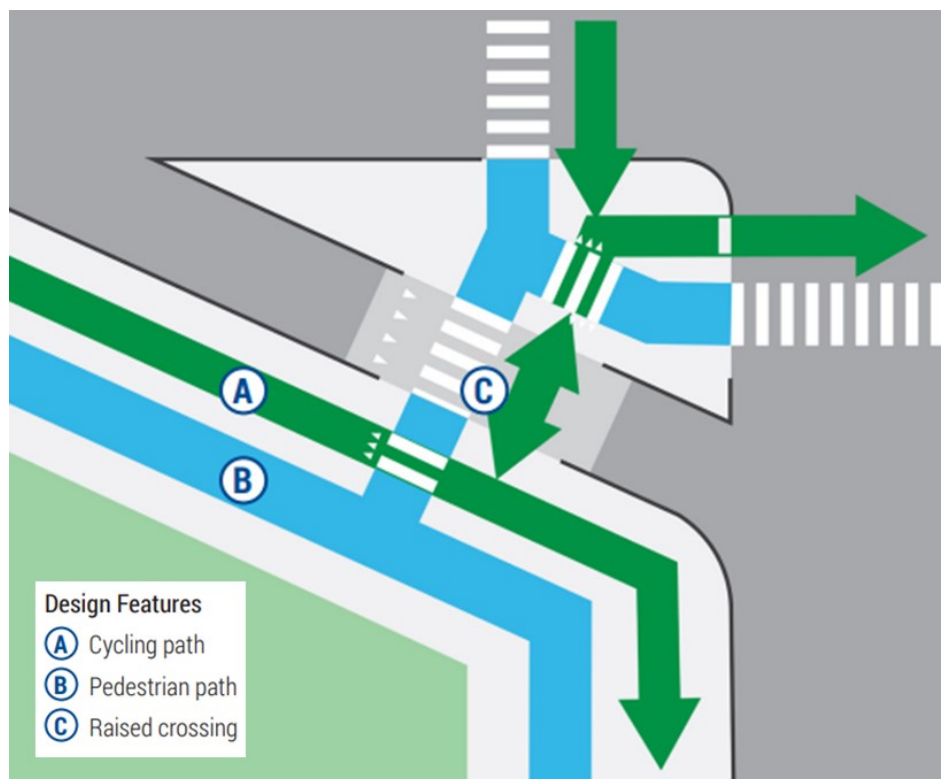 C
A
B
Design Features
A Cycling path
B Pedestrian path
C Raised crossing